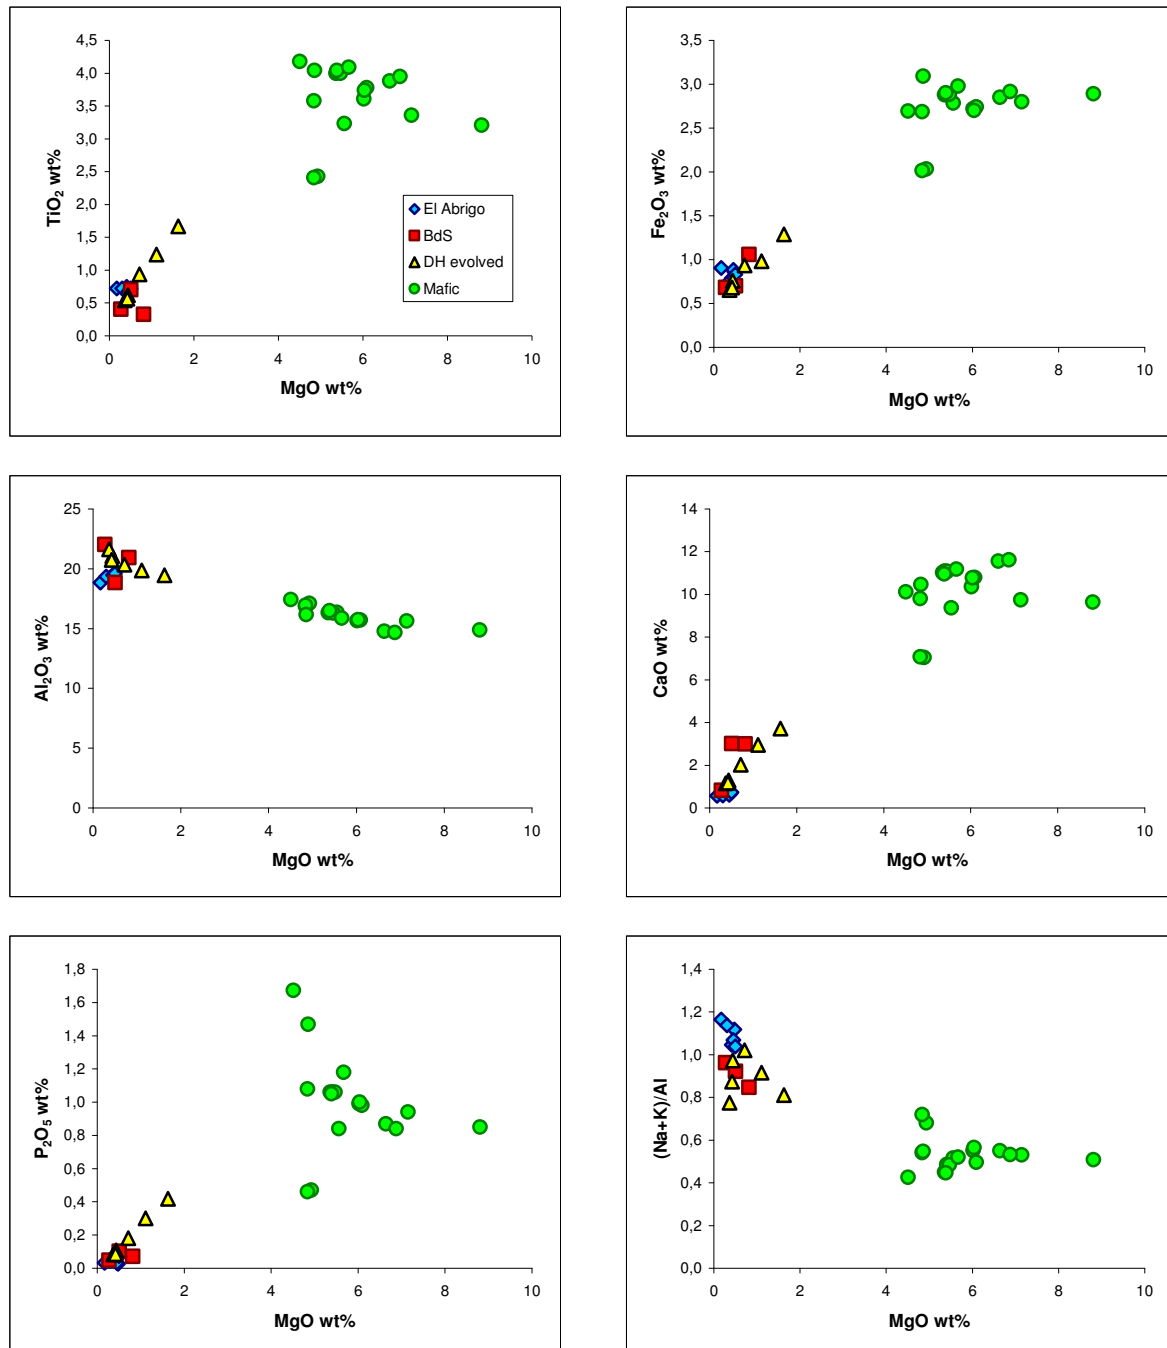 TiO₂ wt%
4,5
4,0
3,5
3,0
2,5
2,0
1,5
1,0
0,5
0,0
0 2 4 6 8 10
MgO wt%
El Abrigo
BdS
DH evolved
Mafic
Fe₂O₃ wt%
3,5
3,0
2,5
2,0
1,5
1,0
0,5
0,0
0 2 4 6 8 10
MgO wt%
Al₂O₃ wt%
25
20
15
10
5
0
0 2 4 6 8 10
MgO wt%
CaO wt%
14
12
10
8
6
4
2
0
0 2 4 6 8 10
MgO wt%
P₂O₅ wt%
1,8
1,6
1,4
1,2
1,0
0,8
0,6
0,4
0,2
0,0
0 2 4 6 8 10
MgO wt%
(Na+K)/Al
1,4
1,2
1,0
0,8
0,6
0,4
0,2
0,0
0 2 4 6 8 10
MgO wt%